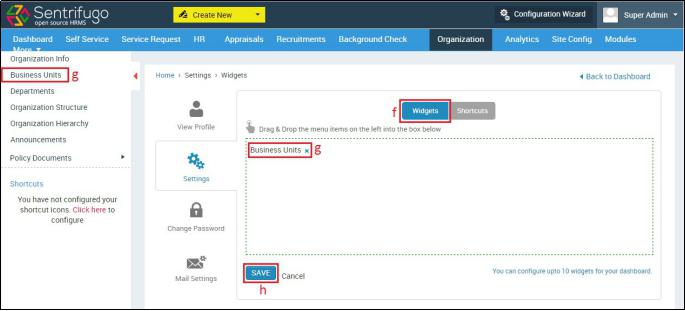 Sentrifugo
open source HRMS
Create New
Configuration Wizard
Super Admin
Dashboard Self Service Service Request HR Appraisals Recruitments Background Check Organization Analytics Site Config Modules
More
Organization Info
Business Units g
Departments
Organization Structure
Organization Hierarchy
Announcements
Policy Documents
Shortcuts
You have not configured your
shortcut icons. Click here to
configure
Home › Settings › Widgets
Back to Dashboard
View Profile
Settings
Change Password
Mail Settings
f Widgets Shortcuts
Drag & Drop the menu items on the left into the box below
Business Units x g
SAVE Cancel
h
You can configure upto 10 widgets for your dashboard.